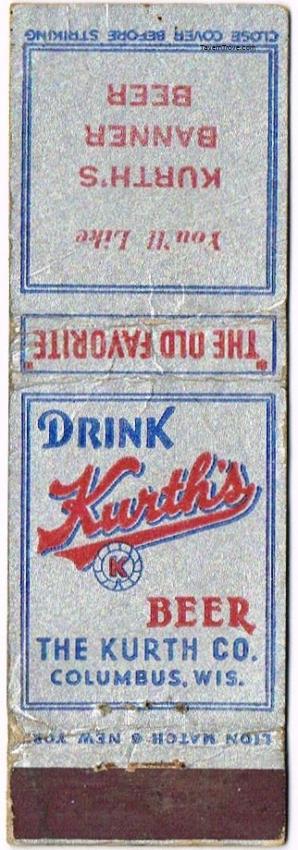 CLOSE COVER BEFORE STRIKING
You'll Like
KURTH'S
BANNER
BEER
"THE OLD FAVORITE"
DRINK
Kurth's
K
BEER
THE KURTH CO.
COLUMBUS, WIS.
LION MATCH NEW YORK